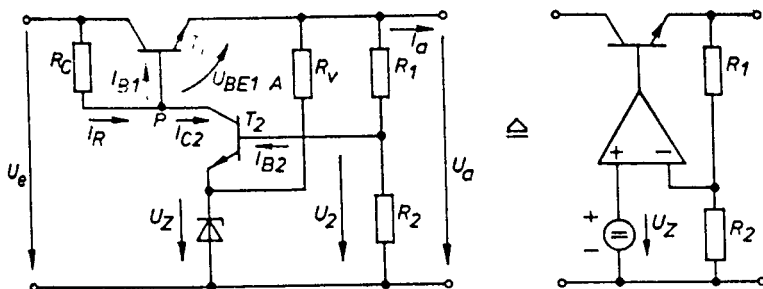 R_C
I_B1
T_1
U_BE1 A
R_V
R_1
I_a
I_R
P
I_C2
T_2
I_B2
U_e
U_Z
U_2
R_2
U_a
≙
R_1
+ −
+
−
U_Z
R_2